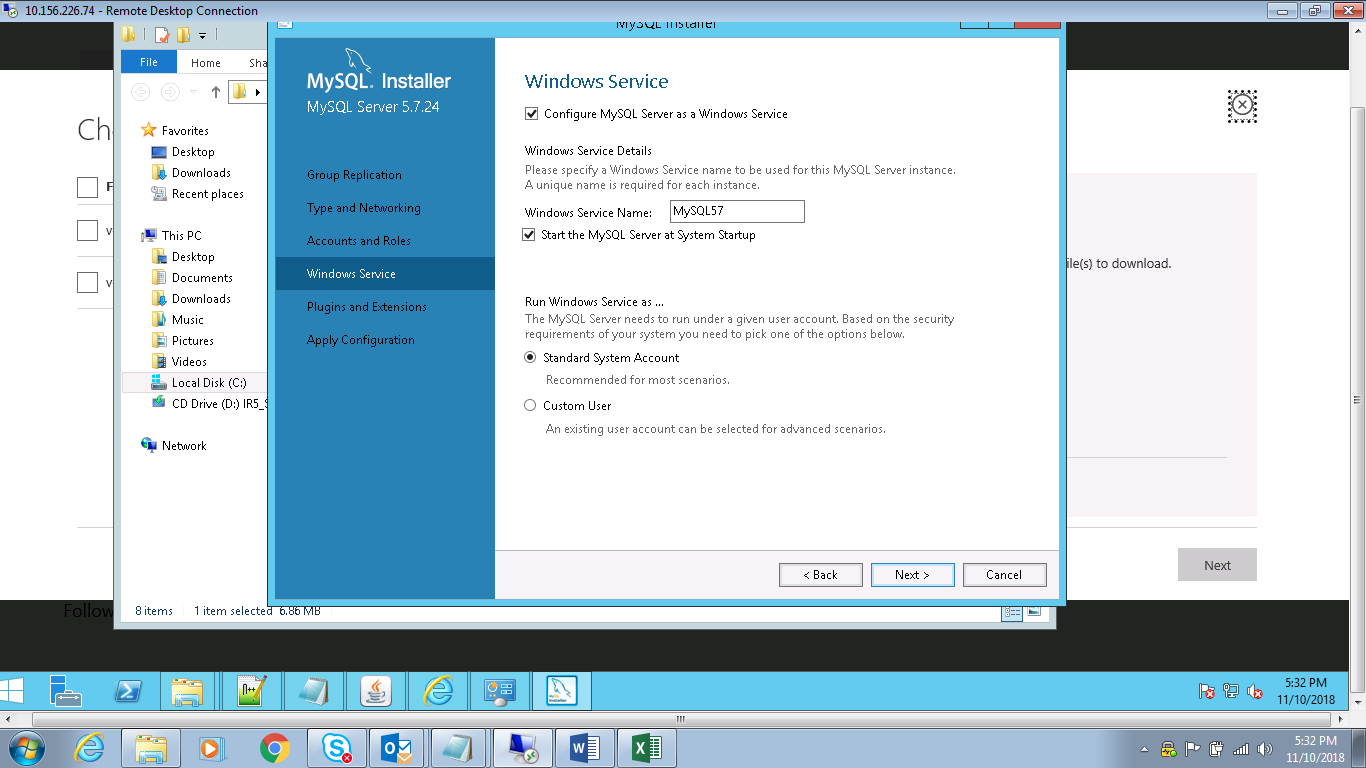 10.156.226.74 - Remote Desktop Connection
MySQL Installer
File Home Sha
MySQL. Installer
MySQL Server 5.7.24
Group Replication
Type and Networking
Accounts and Roles
Windows Service
Plugins and Extensions
Apply Configuration
Windows Service
Configure MySQL Server as a Windows Service
Windows Service Details
Please specify a Windows Service name to be used for this MySQL Server instance.
A unique name is required for each instance.
Windows Service Name: MySQL57
Start the MySQL Server at System Startup
Run Windows Service as ...
The MySQL Server needs to run under a given user account. Based on the security
requirements of your system you need to pick one of the options below.
Standard System Account
Recommended for most scenarios.
Custom User
An existing user account can be selected for advanced scenarios.
< Back Next > Cancel
Favorites
Desktop
Downloads
Recent places
This PC
Desktop
Documents
Downloads
Music
Pictures
Videos
Local Disk (C:)
CD Drive (D:) IR5_S
Network
8 items 1 item selected 6.86 MB
Ch
F
v
v
ile(s) to download.
Next
Follow
5:32 PM
11/10/2018
5:32 PM
11/10/2018